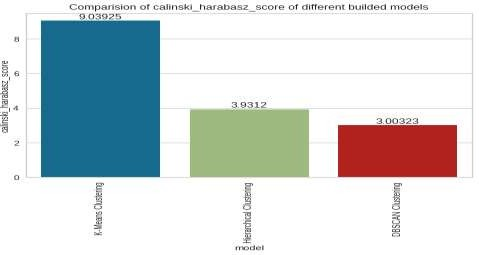 Comparision of calinski_harabasz_score of different builded models
9.03925
3.9312
3.00323
8
6
4
2
0
calinski_harabasz_score
K-Means Clustering
Hierarchical Clustering
DBSCAN Clustering
model